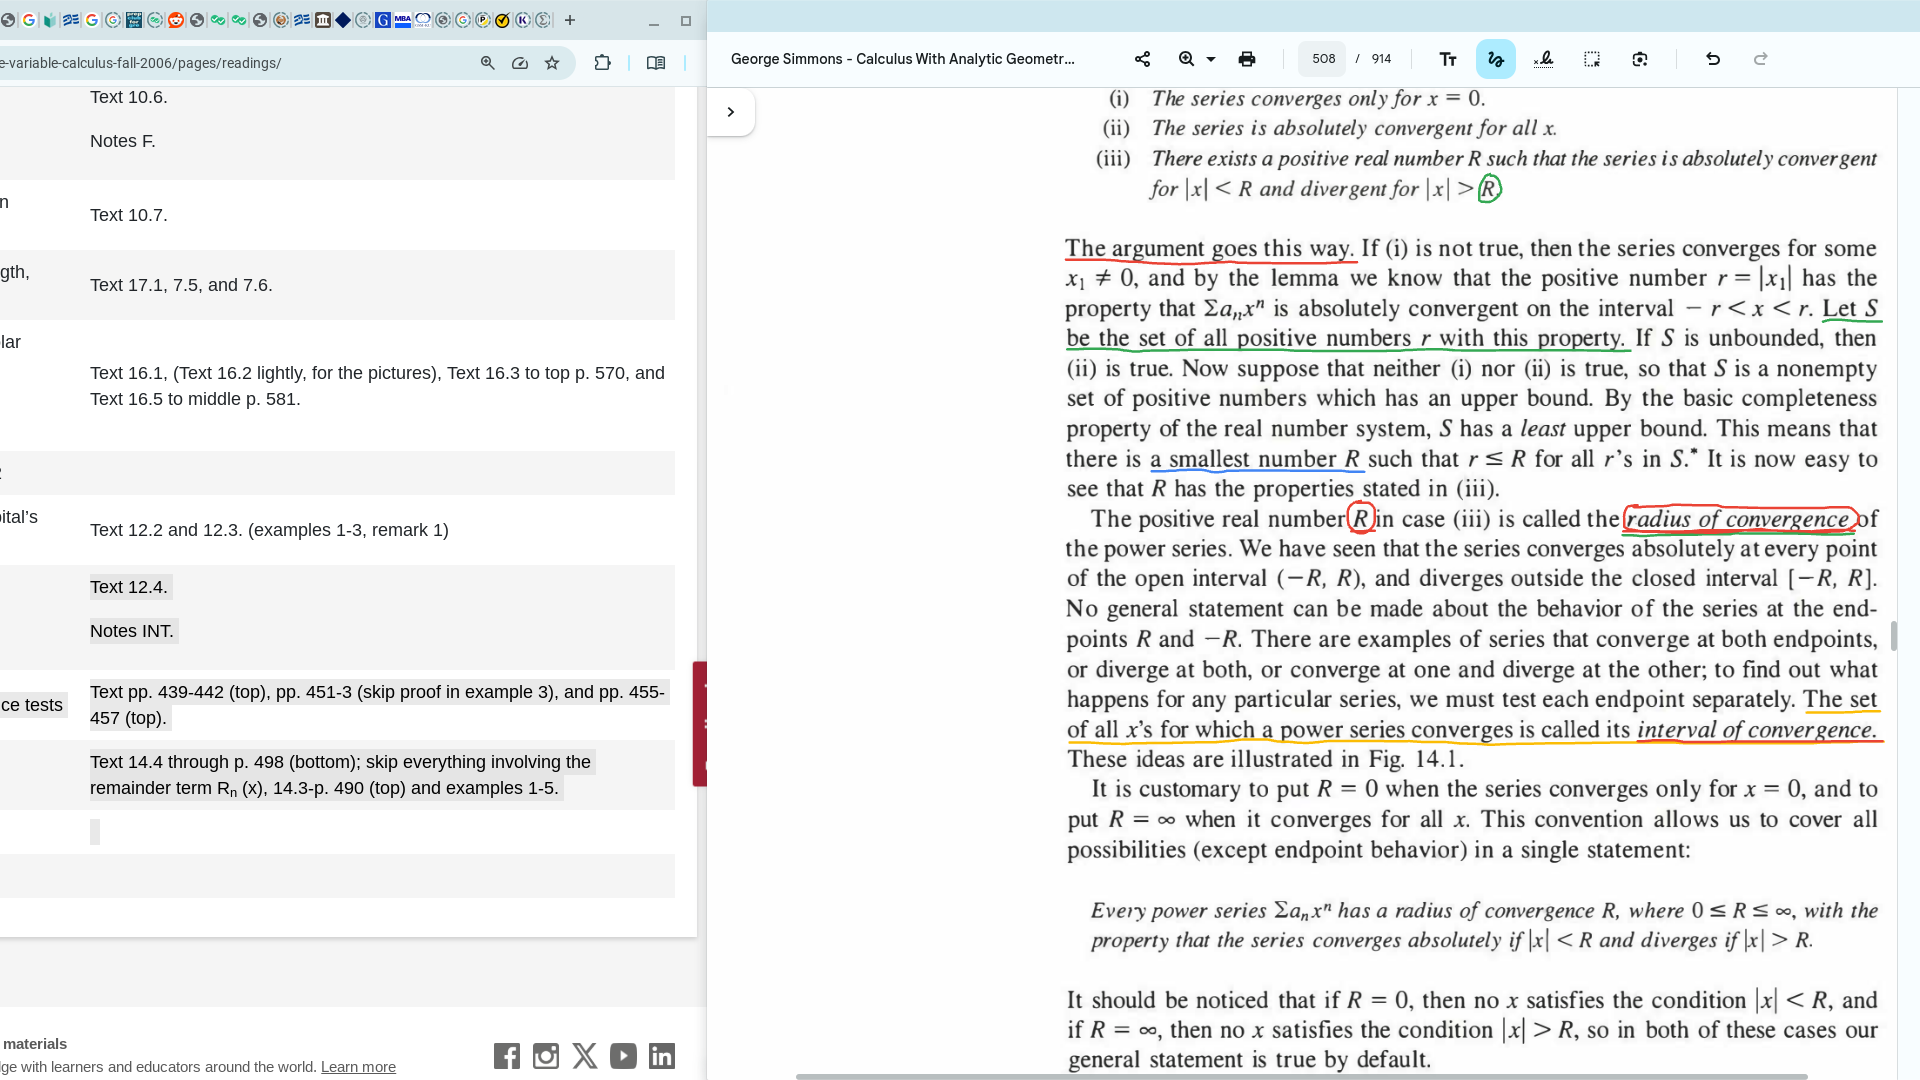 e-variable-calculus-fall-2006/pages/readings/
Text 10.6.
Notes F.
n
Text 10.7.
gth,
Text 17.1, 7.5, and 7.6.
lar
Text 16.1, (Text 16.2 lightly, for the pictures), Text 16.3 to top p. 570, and
Text 16.5 to middle p. 581.
ital's
Text 12.2 and 12.3. (examples 1-3, remark 1)
Text 12.4.
Notes INT.
ce tests
Text pp. 439-442 (top), pp. 451-3 (skip proof in example 3), and pp. 455-
457 (top).
Text 14.4 through p. 498 (bottom); skip everything involving the
remainder term Rn (x), 14.3-p. 490 (top) and examples 1-5.
materials
ge with learners and educators around the world. Learn more
George Simmons - Calculus With Analytic Geometr...
508 / 914
(i) The series converges only for x = 0.
(ii) The series is absolutely convergent for all x.
(iii) There exists a positive real number R such that the series is absolutely convergent
for |x| < R and divergent for |x| > R.
The argument goes this way. If (i) is not true, then the series converges for some
x₁ ≠ 0, and by the lemma we know that the positive number r = |x₁| has the
property that Σaₙxⁿ is absolutely convergent on the interval − r < x < r. Let S
be the set of all positive numbers r with this property. If S is unbounded, then
(ii) is true. Now suppose that neither (i) nor (ii) is true, so that S is a nonempty
set of positive numbers which has an upper bound. By the basic completeness
property of the real number system, S has a least upper bound. This means that
there is a smallest number R such that r ≤ R for all r's in S.* It is now easy to
see that R has the properties stated in (iii).
The positive real number R in case (iii) is called the radius of convergence of
the power series. We have seen that the series converges absolutely at every point
of the open interval (−R, R), and diverges outside the closed interval [−R, R].
No general statement can be made about the behavior of the series at the end-
points R and −R. There are examples of series that converge at both endpoints,
or diverge at both, or converge at one and diverge at the other; to find out what
happens for any particular series, we must test each endpoint separately. The set
of all x's for which a power series converges is called its interval of convergence.
These ideas are illustrated in Fig. 14.1.
It is customary to put R = 0 when the series converges only for x = 0, and to
put R = ∞ when it converges for all x. This convention allows us to cover all
possibilities (except endpoint behavior) in a single statement:
Every power series Σaₙxⁿ has a radius of convergence R, where 0 ≤ R ≤ ∞, with the
property that the series converges absolutely if |x| < R and diverges if |x| > R.
It should be noticed that if R = 0, then no x satisfies the condition |x| < R, and
if R = ∞, then no x satisfies the condition |x| > R, so in both of these cases our
general statement is true by default.